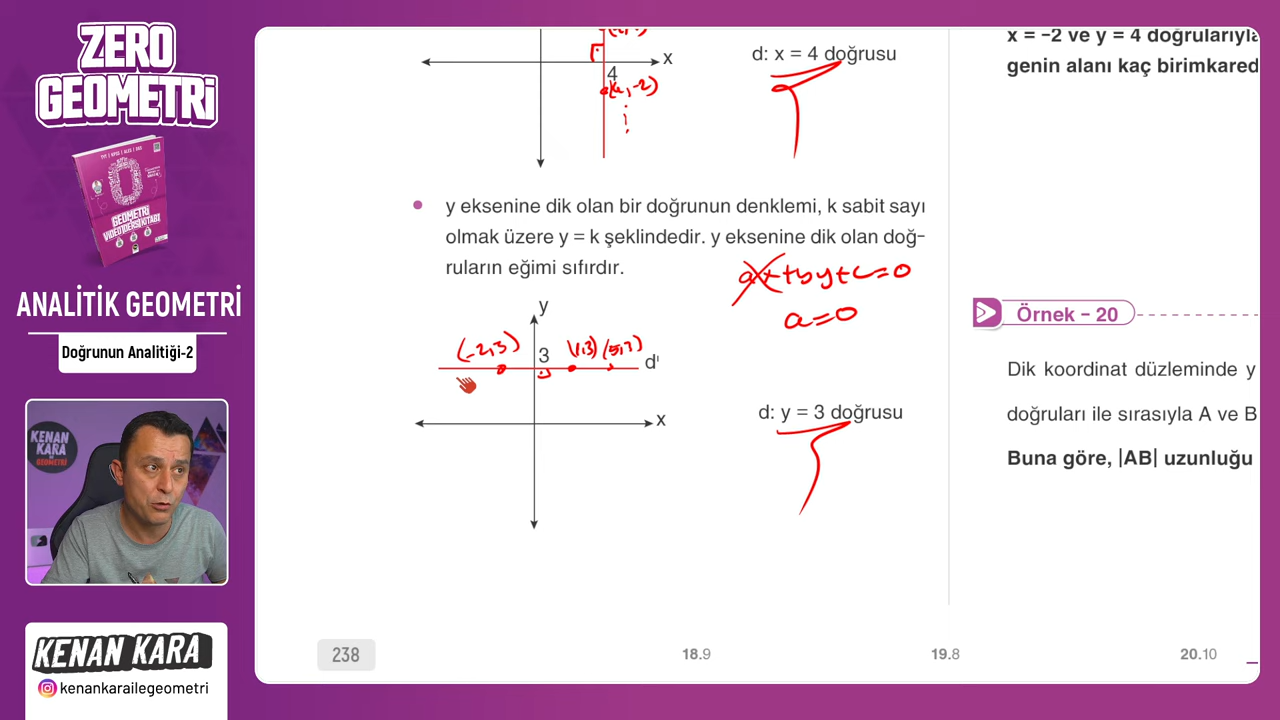 ZERO
GEOMETRİ
GEOMETRİ
VİDEO DERS KİTABI
ANALİTİK GEOMETRİ
Doğrunun Analitiği-2
KENAN
KARA
GEOMETRİ
KENAN KARA
kenankarailegeometri
x
4
-2)
d: x = 4 doğrusu
• y eksenine dik olan bir doğrunun denklemi, k sabit sayı
olmak üzere y = k şeklindedir. y eksenine dik olan doğ-
ruların eğimi sıfırdır.
ax+by+c=0
a=0
y
(-2,3)
3
(1,3)
d
x
d: y = 3 doğrusu
238
18.9
19.8
20.10
x = -2 ve y = 4 doğrularıyla
genin alanı kaç birimkared
Örnek - 20
Dik koordinat düzleminde y
doğruları ile sırasıyla A ve B
Buna göre, |AB| uzunluğu